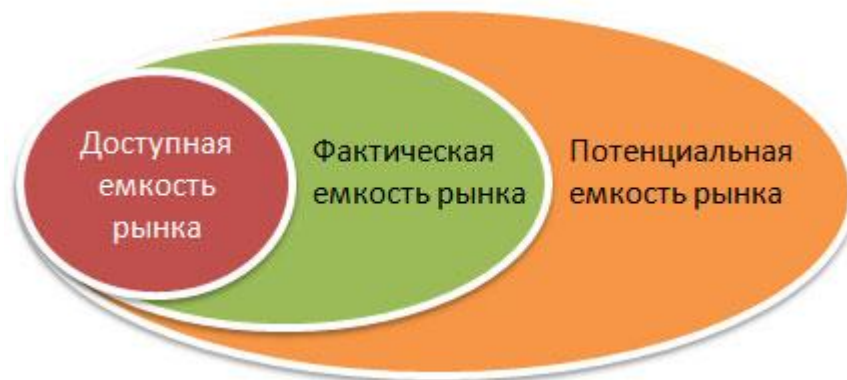 Доступная
емкость
рынка
Фактическая
емкость рынка
Потенциальная
емкость рынка